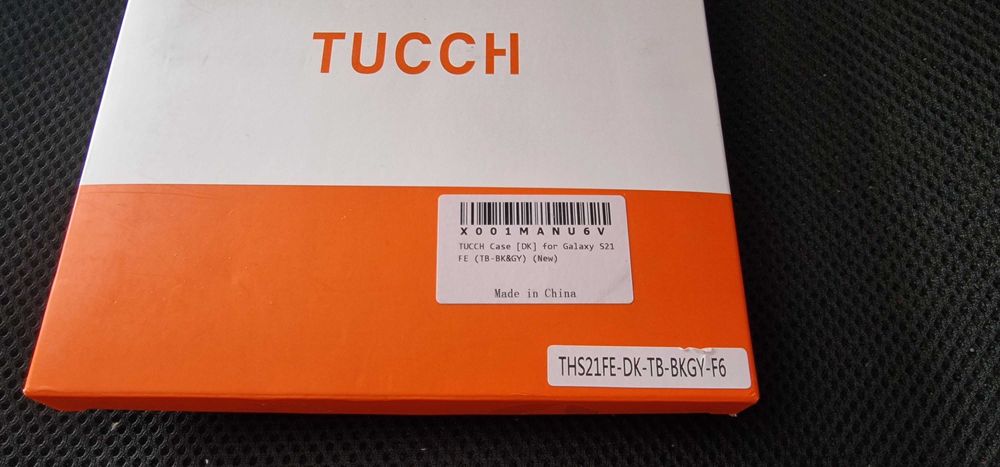 TUCCH
X001MANU6V
TUCCH Case [DK] for Galaxy S21
FE (TB-BK&GY) (New)
Made in China
THS21FE-DK-TB-BKGY-F6